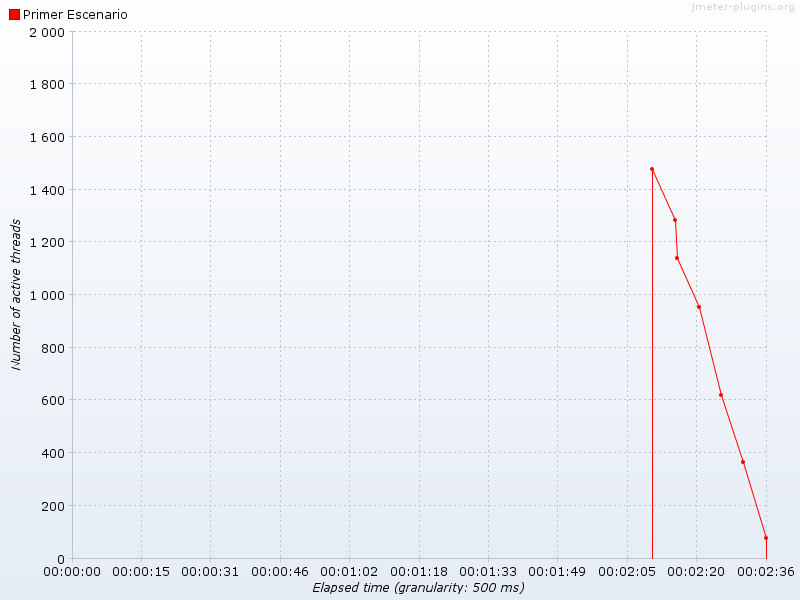 jmeter-plugins.org
Primer Escenario
2 000
1 800
1 600
1 400
1 200
1 000
800
600
400
200
0
Number of active threads
00:00:00 00:00:15 00:00:31 00:00:46 00:01:02 00:01:18 00:01:33 00:01:49 00:02:05 00:02:20 00:02:36
Elapsed time (granularity: 500 ms)